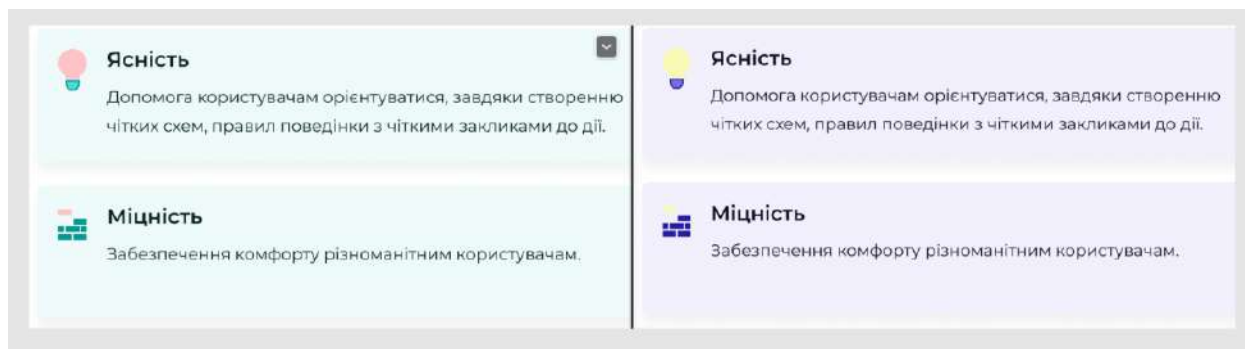 Ясність
Допомога користувачам орієнтуватися, завдяки створенню
чітких схем, правил поведінки з чіткими закликами до дії.
Міцність
Забезпечення комфорту різноманітним користувачам.
Ясність
Допомога користувачам орієнтуватися, завдяки створенню
чітких схем, правил поведінки з чіткими закликами до дії.
Міцність
Забезпечення комфорту різноманітним користувачам.